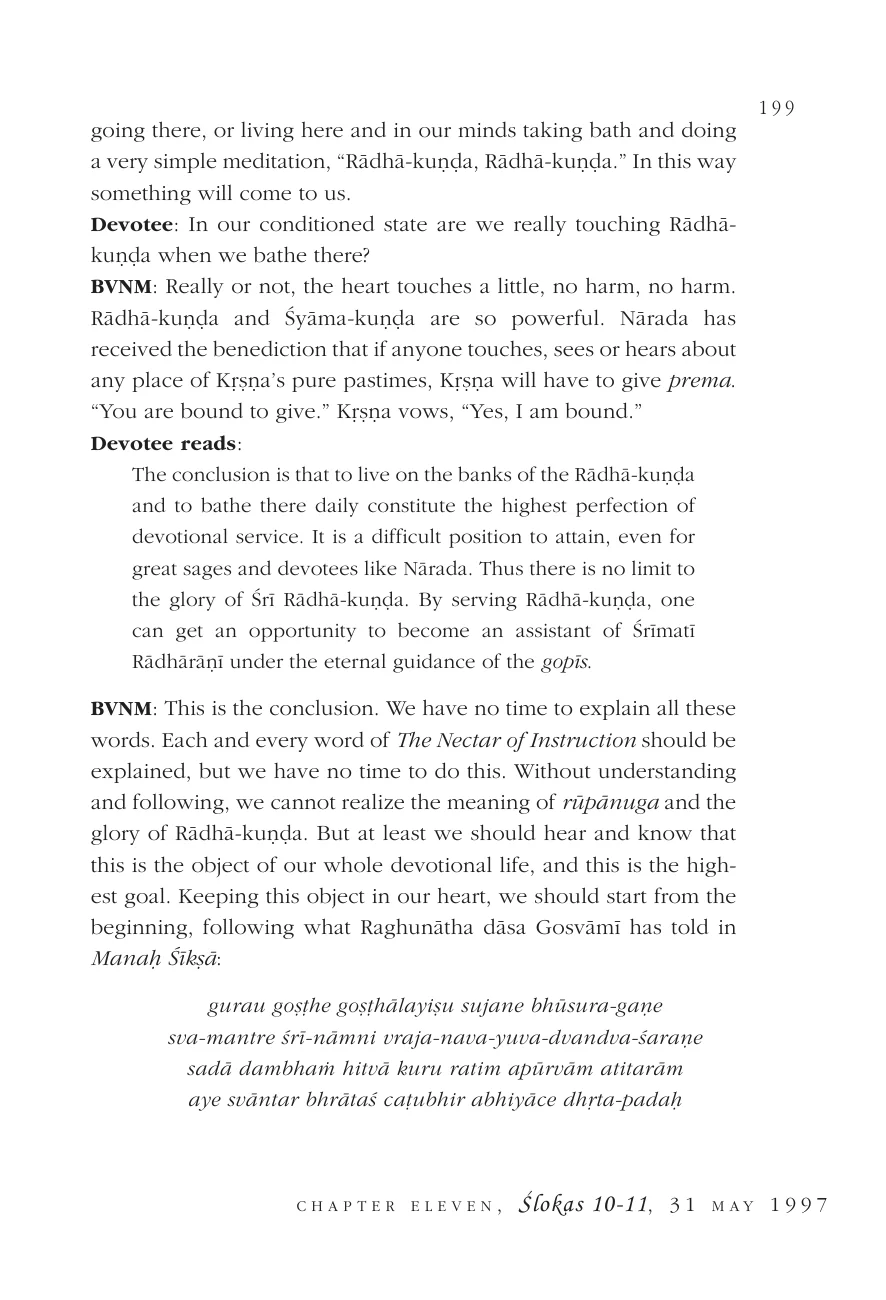 199
going there, or living here and in our minds taking bath and doing
a very simple meditation, “Rādhā-kuṇḍa, Rādhā-kuṇḍa.” In this way
something will come to us.
Devotee: In our conditioned state are we really touching Rādhā-
kuṇḍa when we bathe there?
BVNM: Really or not, the heart touches a little, no harm, no harm.
Rādhā-kuṇḍa and Śyāma-kuṇḍa are so powerful. Nārada has
received the benediction that if anyone touches, sees or hears about
any place of Kṛṣṇa’s pure pastimes, Kṛṣṇa will have to give prema.
“You are bound to give.” Kṛṣṇa vows, “Yes, I am bound.”
Devotee reads:
The conclusion is that to live on the banks of the Rādhā-kuṇḍa
and to bathe there daily constitute the highest perfection of
devotional service. It is a difficult position to attain, even for
great sages and devotees like Nārada. Thus there is no limit to
the glory of Śrī Rādhā-kuṇḍa. By serving Rādhā-kuṇḍa, one
can get an opportunity to become an assistant of Śrīmatī
Rādhārāṇī under the eternal guidance of the gopīs.
BVNM: This is the conclusion. We have no time to explain all these
words. Each and every word of The Nectar of Instruction should be
explained, but we have no time to do this. Without understanding
and following, we cannot realize the meaning of rūpānuga and the
glory of Rādhā-kuṇḍa. But at least we should hear and know that
this is the object of our whole devotional life, and this is the high-
est goal. Keeping this object in our heart, we should start from the
beginning, following what Raghunātha dāsa Gosvāmī has told in
Manaḥ Śīkṣā:
gurau goṣṭhe goṣṭhālayiṣu sujane bhūsura-gaṇe
sva-mantre śrī-nāmni vraja-nava-yuva-dvandva-śaraṇe
sadā dambhaṁ hitvā kuru ratim apūrvām atitarām
aye svāntar bhrātaś caṭubhir abhiyāce dhṛta-padaḥ
CHAPTER ELEVEN, Ślokas 10-11, 31 MAY 1997